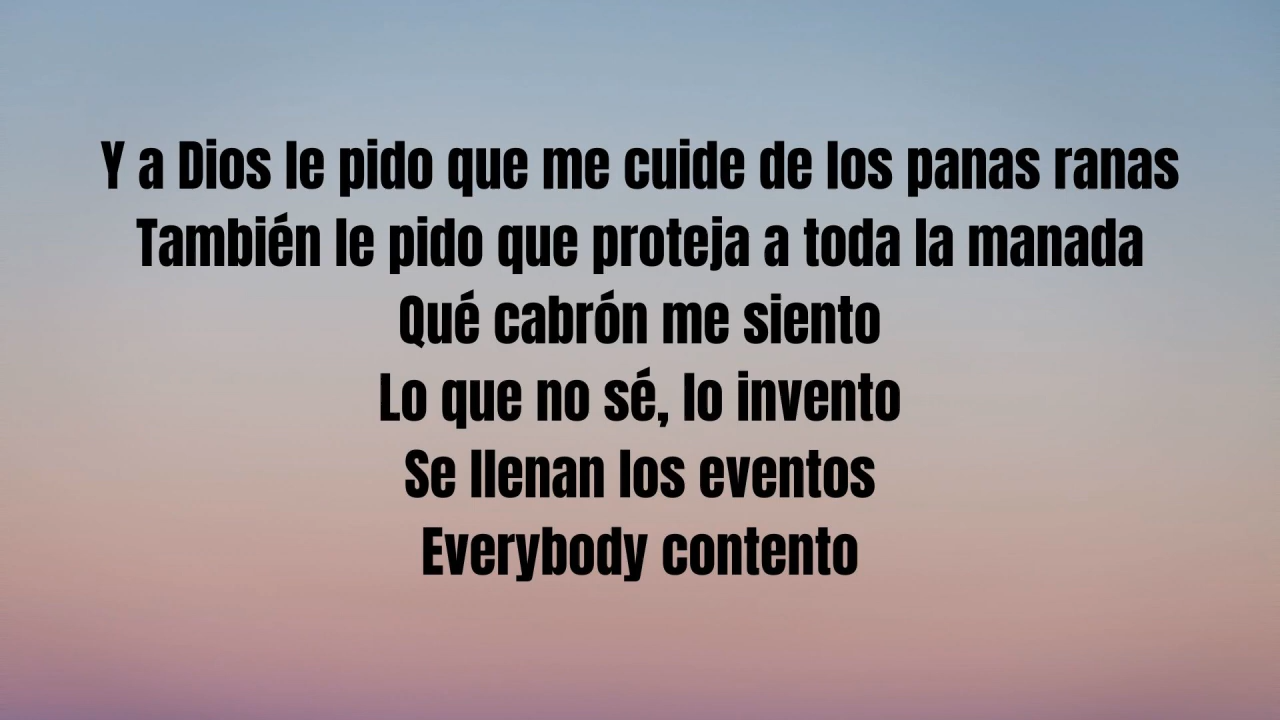 Y a Dios le pido que me cuide de los panas ranas
También le pido que proteja a toda la manada
Qué cabrón me siento
Lo que no sé, lo invento
Se llenan los eventos
Everybody contento